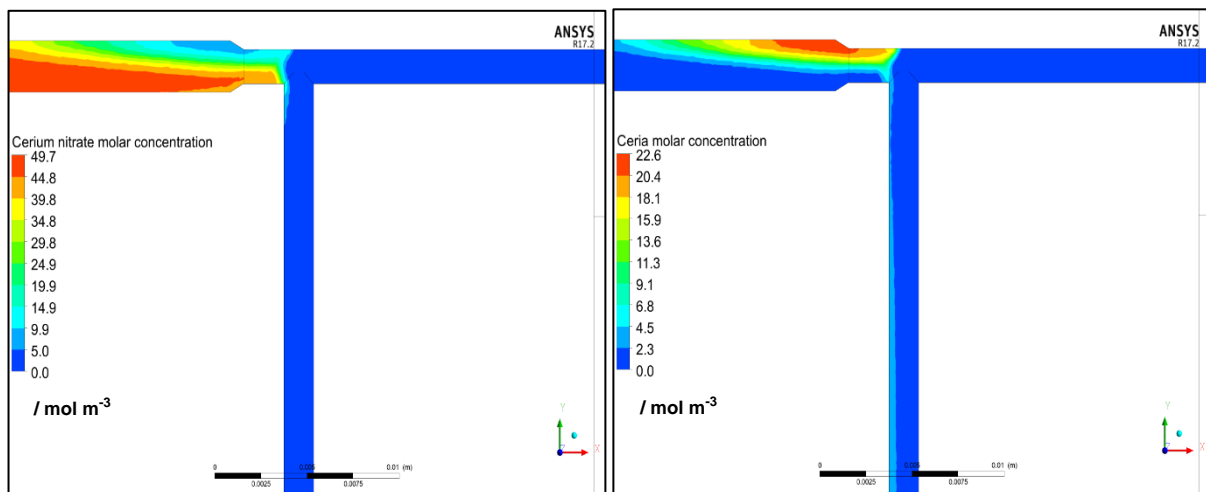 ANSYS
R17.2
Cerium nitrate molar concentration
49.7
44.8
39.8
34.8
29.8
24.9
19.9
14.9
9.9
5.0
0.0
/ mol m-3
Y
X
0 0.005 0.01 (m)
0.0025 0.0075
ANSYS
R17.2
Ceria molar concentration
22.6
20.4
18.1
15.9
13.6
11.3
9.1
6.8
4.5
2.3
0.0
/ mol m-3
Y
X
0 0.005 0.01 (m)
0.0025 0.0075